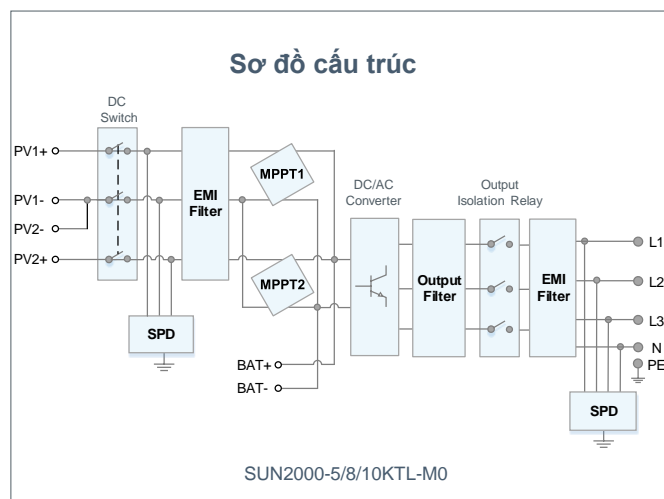 Sơ đồ cấu trúc
DC
Switch
PV1+
PV1-
PV2-
PV2+
EMI
Filter
SPD
MPPT1
MPPT2
BAT+
BAT-
DC/AC
Converter
Output
Filter
Output
Isolation Relay
EMI
Filter
L1
L2
L3
N
PE
SPD
SUN2000-5/8/10KTL-M0